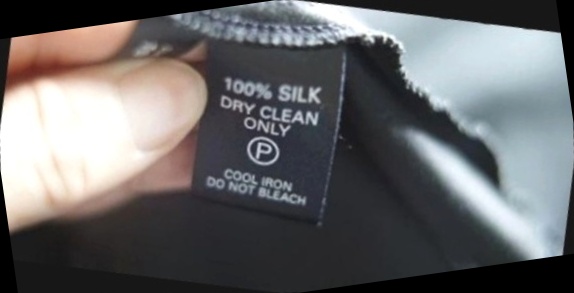 100% SILK
DRY CLEAN
ONLY
P
COOL IRON
DO NOT BLEACH